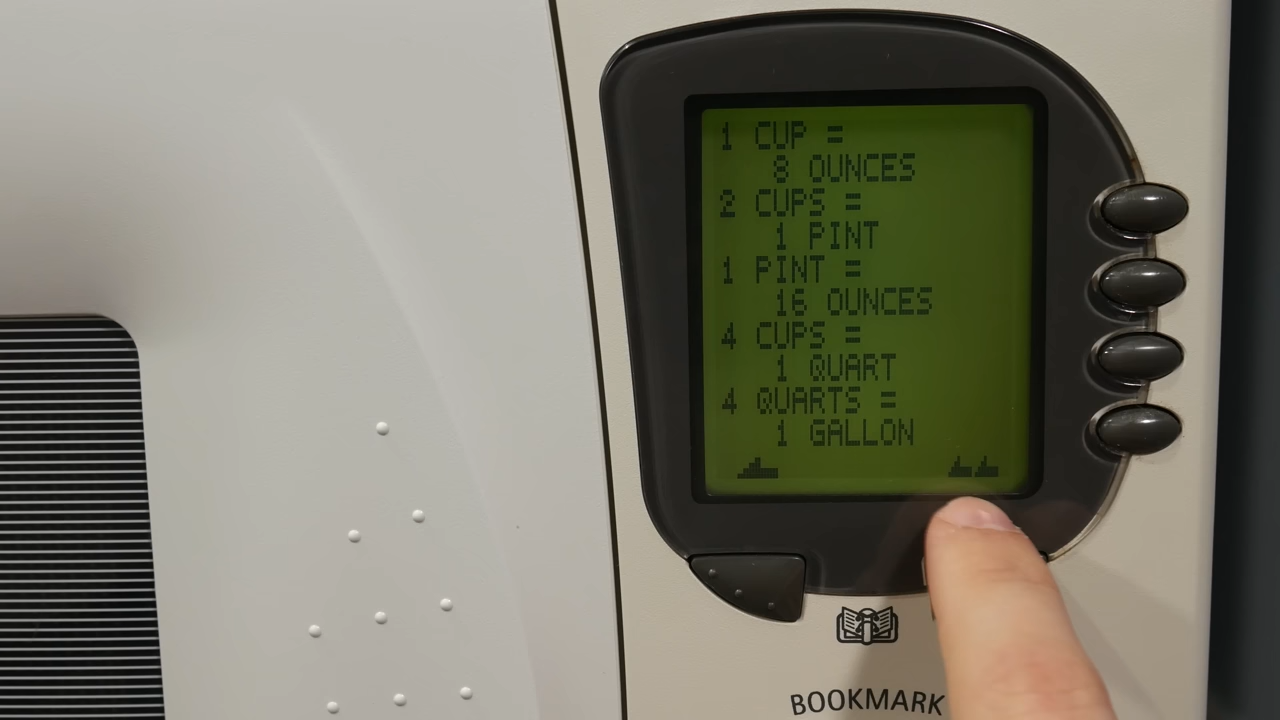 1 CUP =
8 OUNCES
2 CUPS =
1 PINT
1 PINT =
16 OUNCES
4 CUPS =
1 QUART
4 QUARTS =
1 GALLON
BOOKMARK